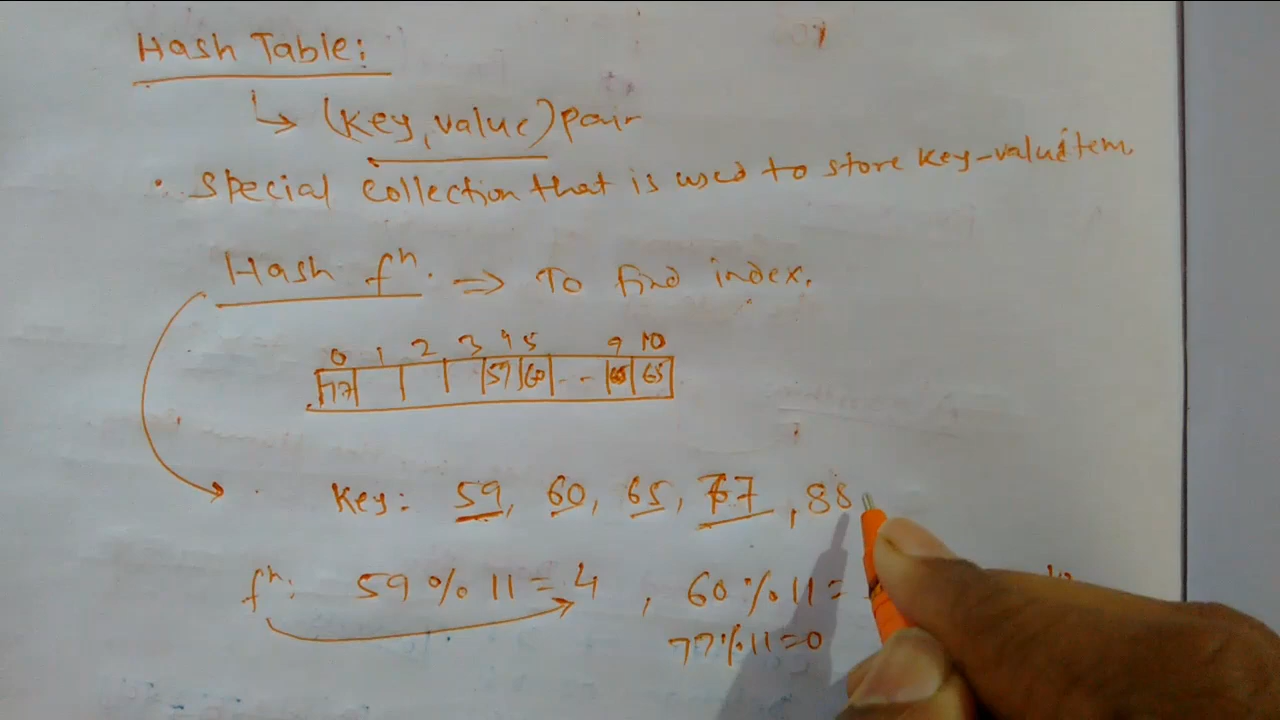 Hash Table:
↳ (Key, value) pair
• Special collection that is used to store key-value item.
Hash fⁿ. ⇒ To find index.
0 1 2 3 4 5 9 10
77 59 60 - - 65
Key: 59, 60, 65, 77, 88
fⁿ: 59 % 11 = 4 , 60 % 11 =
77 % 11 = 0